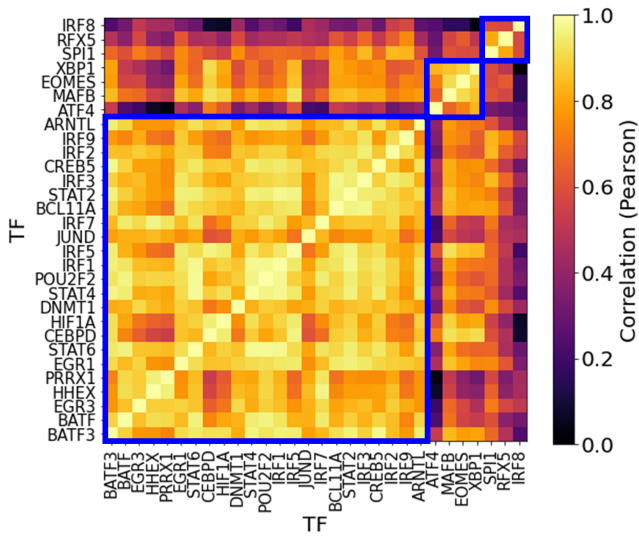 IRF8
RFX5
SPI1
XBP1
EOMES
MAFB
ATF4
ARNTL
IRF9
IRF2
CREB5
IRF3
STAT2
BCL11A
IRF7
JUND
IRF5
IRF1
POU2F2
STAT4
DNMT1
HIF1A
CEBPD
STAT6
EGR1
PRRX1
HHEX
EGR3
BATF
BATF3
TF
BATF3
BATF
EGR3
HHEX
PRRX1
EGR1
STAT6
CEBPD
HIF1A
DNMT1
STAT4
POU2F2
IRF1
IRF5
JUND
IRF7
BCL11A
STAT2
IRF3
CREB5
IRF2
IRF9
ARNTL
ATF4
MAFB
EOMES
XBP1
SPI1
RFX5
IRF8
TF
1.0
0.8
0.6
0.4
0.2
0.0
Correlation (Pearson)